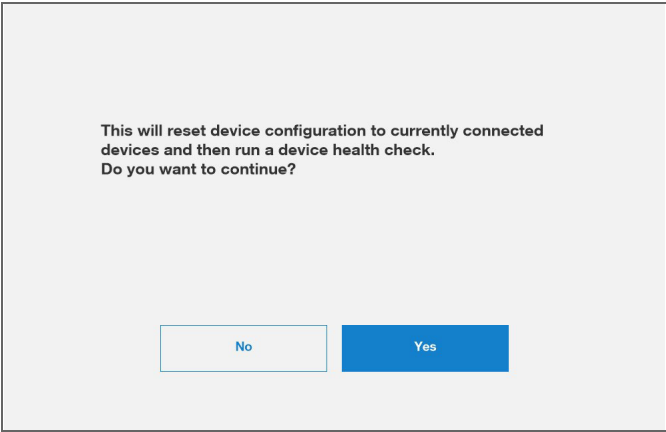 This will reset device configuration to currently connected
devices and then run a device health check.
Do you want to continue?
No
Yes